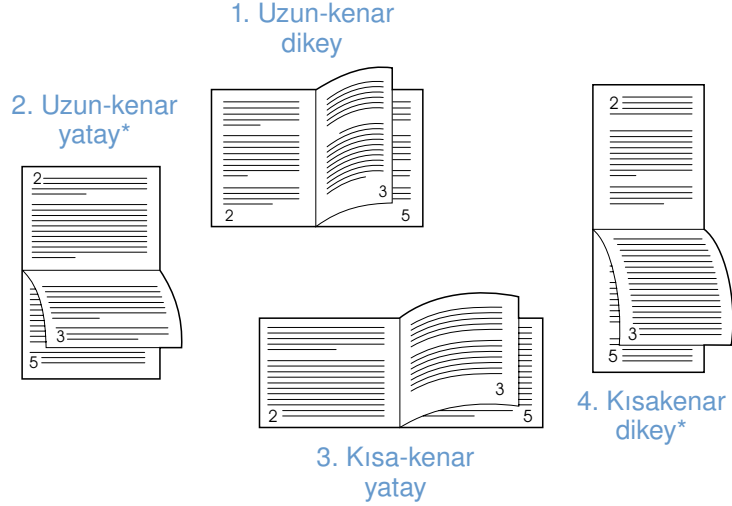 1. Uzun-kenar
dikey
2. Uzun-kenar
yatay*
2
3
5
2
3
5
2
3
5
2
3
5
3. Kısa-kenar
yatay
4. Kısakenar
dikey*